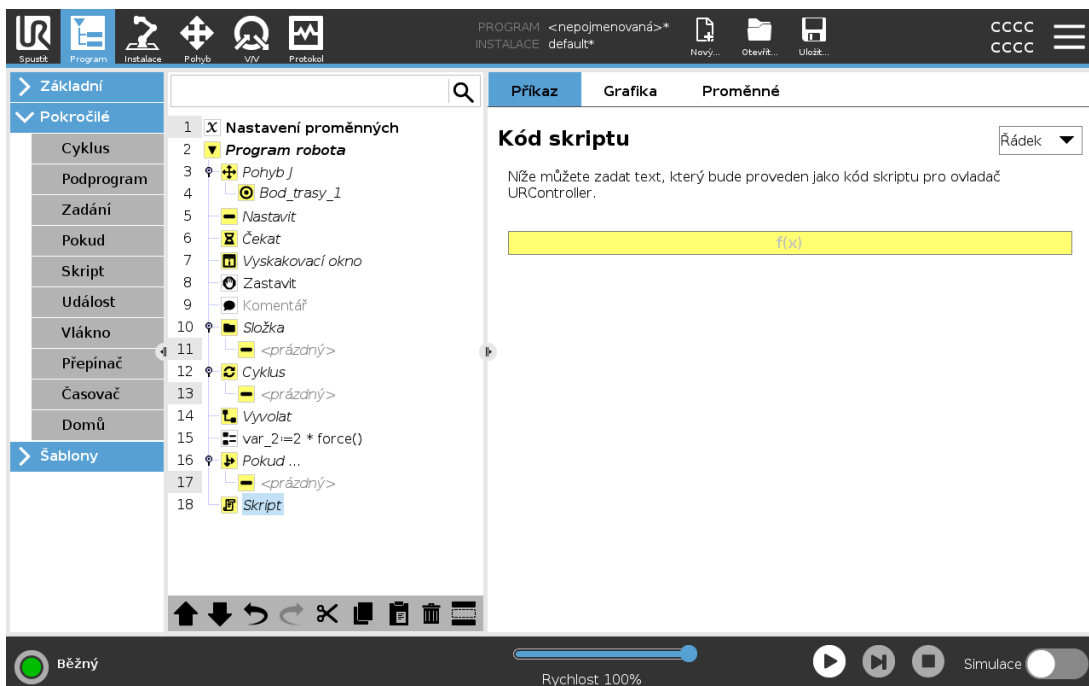 PROGRAM <nepojmenovaná>*
INSTALACE default*
Spustit
Program
Instalace
Pohyb
V/V
Protokol
Nový...
Otevřít...
Uložit...
CCCC
CCCC
Základní
Pokročilé
Cyklus
Podprogram
Zadání
Pokud
Skript
Událost
Vlákno
Přepínač
Časovač
Domů
Šablony
1 X Nastavení proměnných
2 Program robota
3 Pohyb J
4 Bod_trasy_1
5 Nastavit
6 Čekat
7 Vyskakovací okno
8 Zastavit
9 Komentář
10 Složka
11 <prázdný>
12 Cyklus
13 <prázdný>
14 Vyvolat
15 var_2:=2 * force()
16 Pokud ...
17 <prázdný>
18 Skript
Příkaz
Grafika
Proměnné
Kód skriptu
Řádek
Níže můžete zadat text, který bude proveden jako kód skriptu pro ovladač
URController.
f(x)
Běžný
Rychlost 100%
Simulace